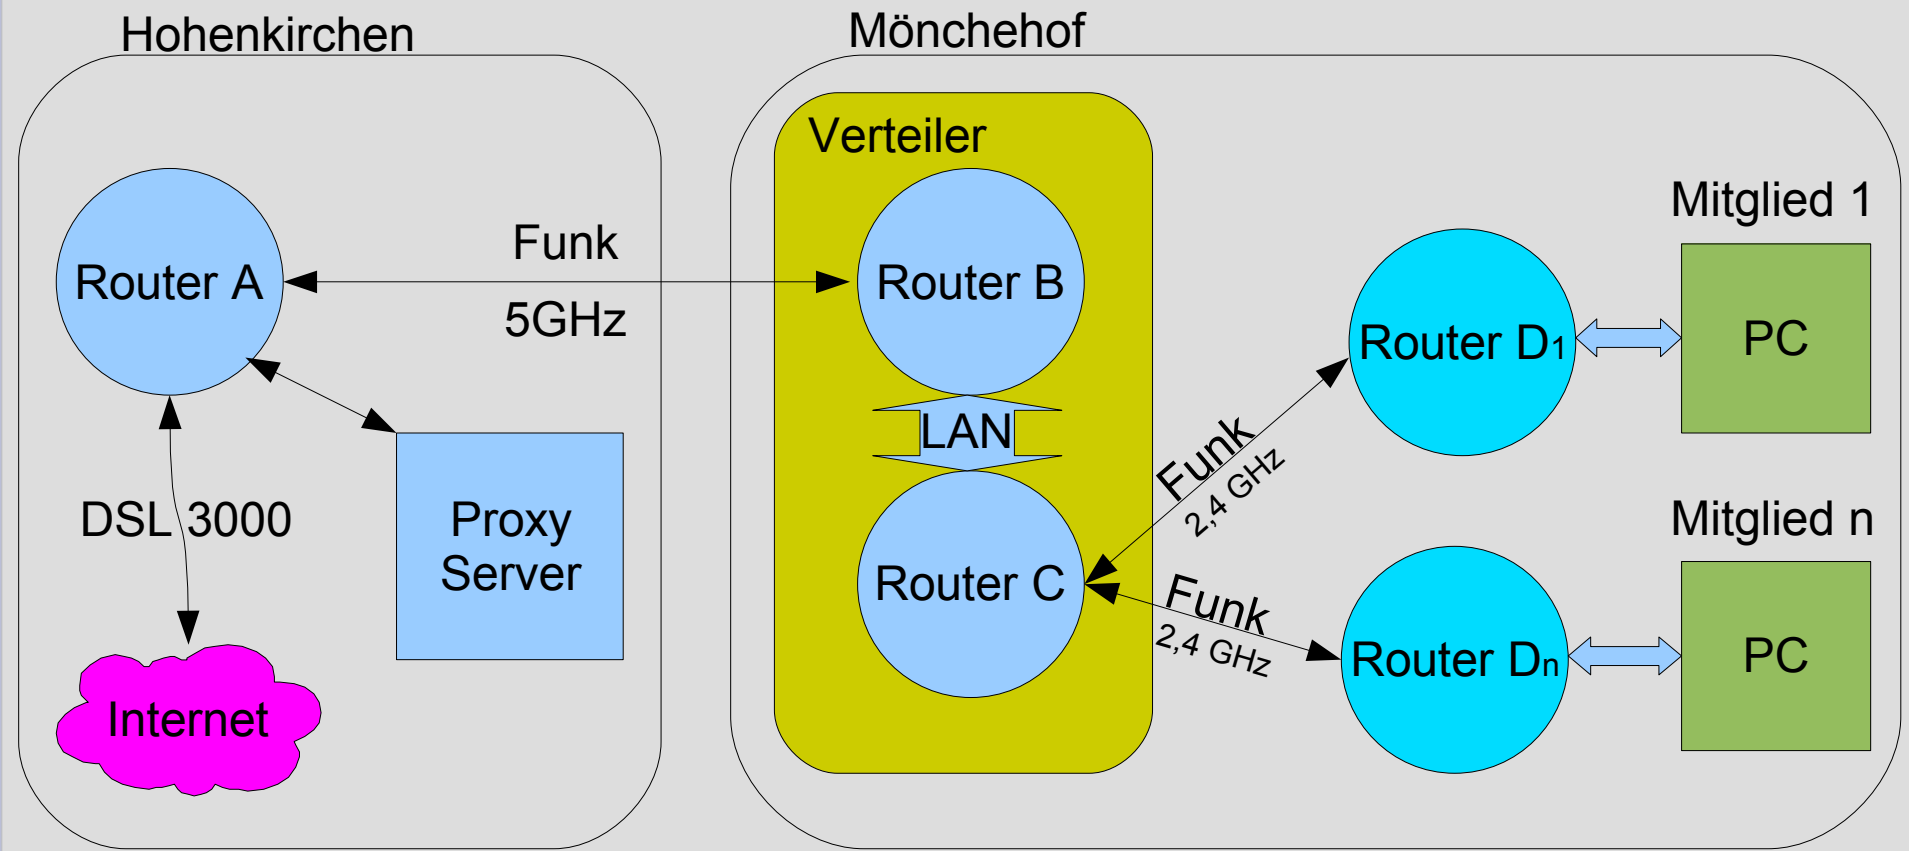 Hohenkirchen
Router A
Funk
5GHz
DSL 3000
Proxy
Server
Internet
Mönchehof
Verteiler
Router B
LAN
Router C
Funk
2,4 GHz
Funk
2,4 GHz
Mitglied 1
Router D1
PC
Mitglied n
Router Dn
PC